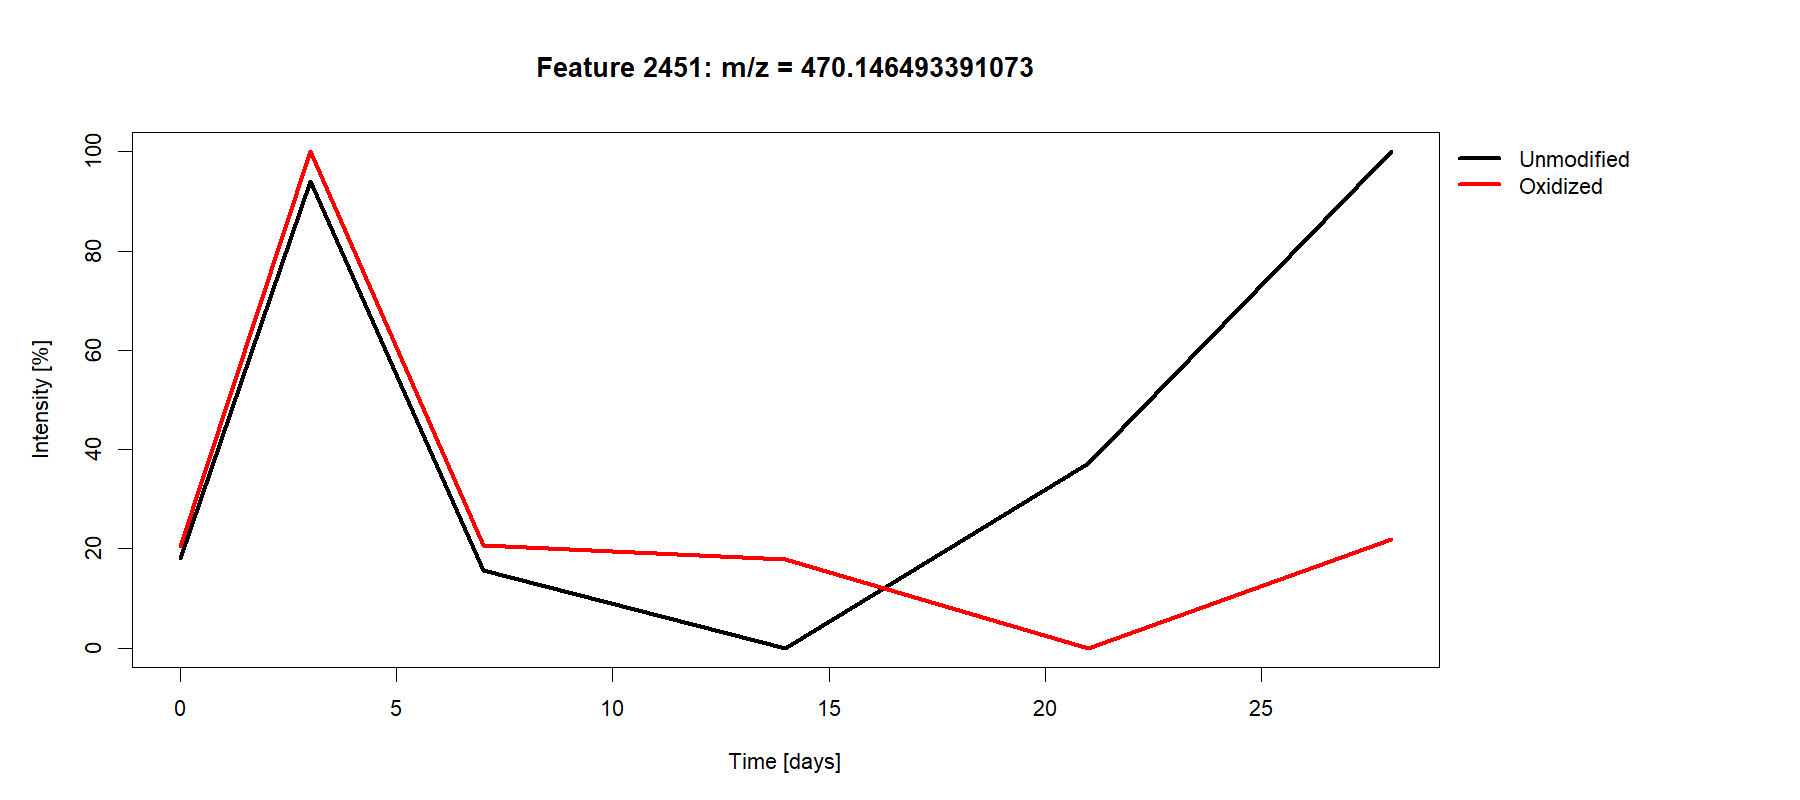 Feature 2451: m/z = 470.146493391073
Unmodified
Oxidized
Intensity [%]
100
80
60
40
20
0
0 5 10 15 20 25
Time [days]